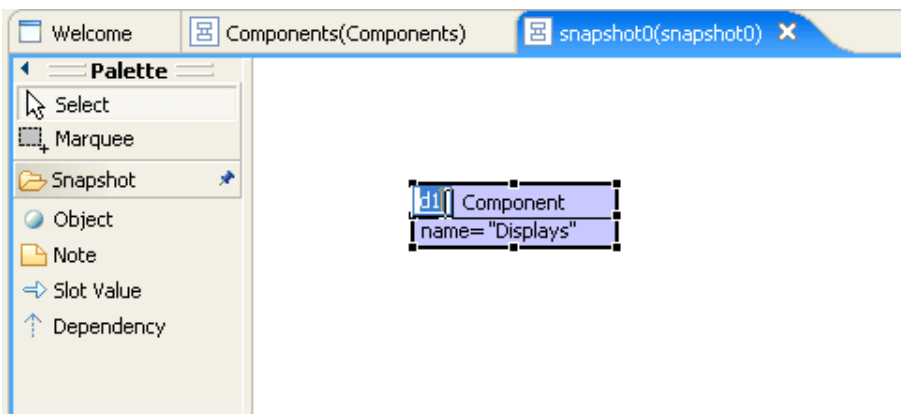 Welcome
Components(Components)
snapshot0(snapshot0)
Palette
Select
Marquee
Snapshot
Object
Note
Slot Value
Dependency
d1 Component
name= "Displays"